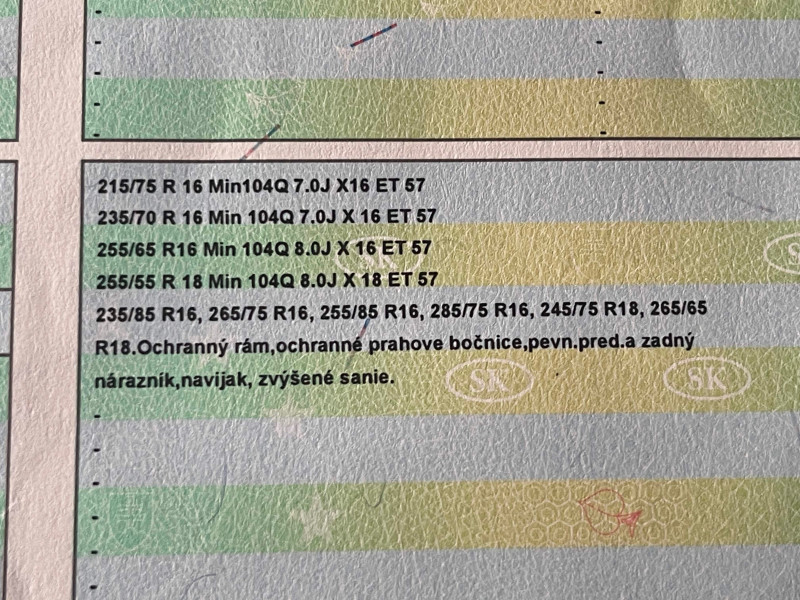 215/75 R 16 Min104Q 7.0J X16 ET 57
235/70 R 16 Min 104Q 7.0J X 16 ET 57
255/65 R16 Min 104Q 8.0J X 16 ET 57
255/55 R 18 Min 104Q 8.0J X 18 ET 57
235/85 R16, 265/75 R16, 255/85 R16, 285/75 R16, 245/75 R18, 265/65
R18.Ochranný rám,ochranné prahove bočnice,pevn.pred.a zadný
nárazník,navijak, zvýšené sanie.
SK SK